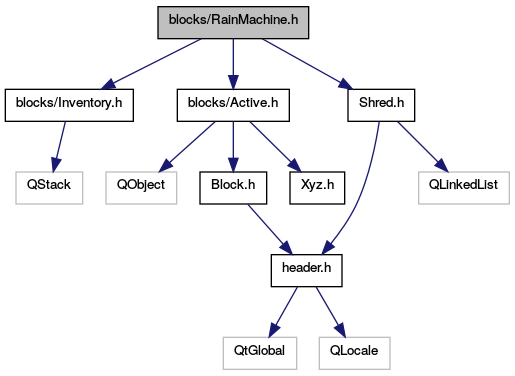 blocks/RainMachine.h
blocks/Inventory.h
blocks/Active.h
Shred.h
QStack
QObject
Block.h
Xyz.h
QLinkedList
header.h
QtGlobal
QLocale